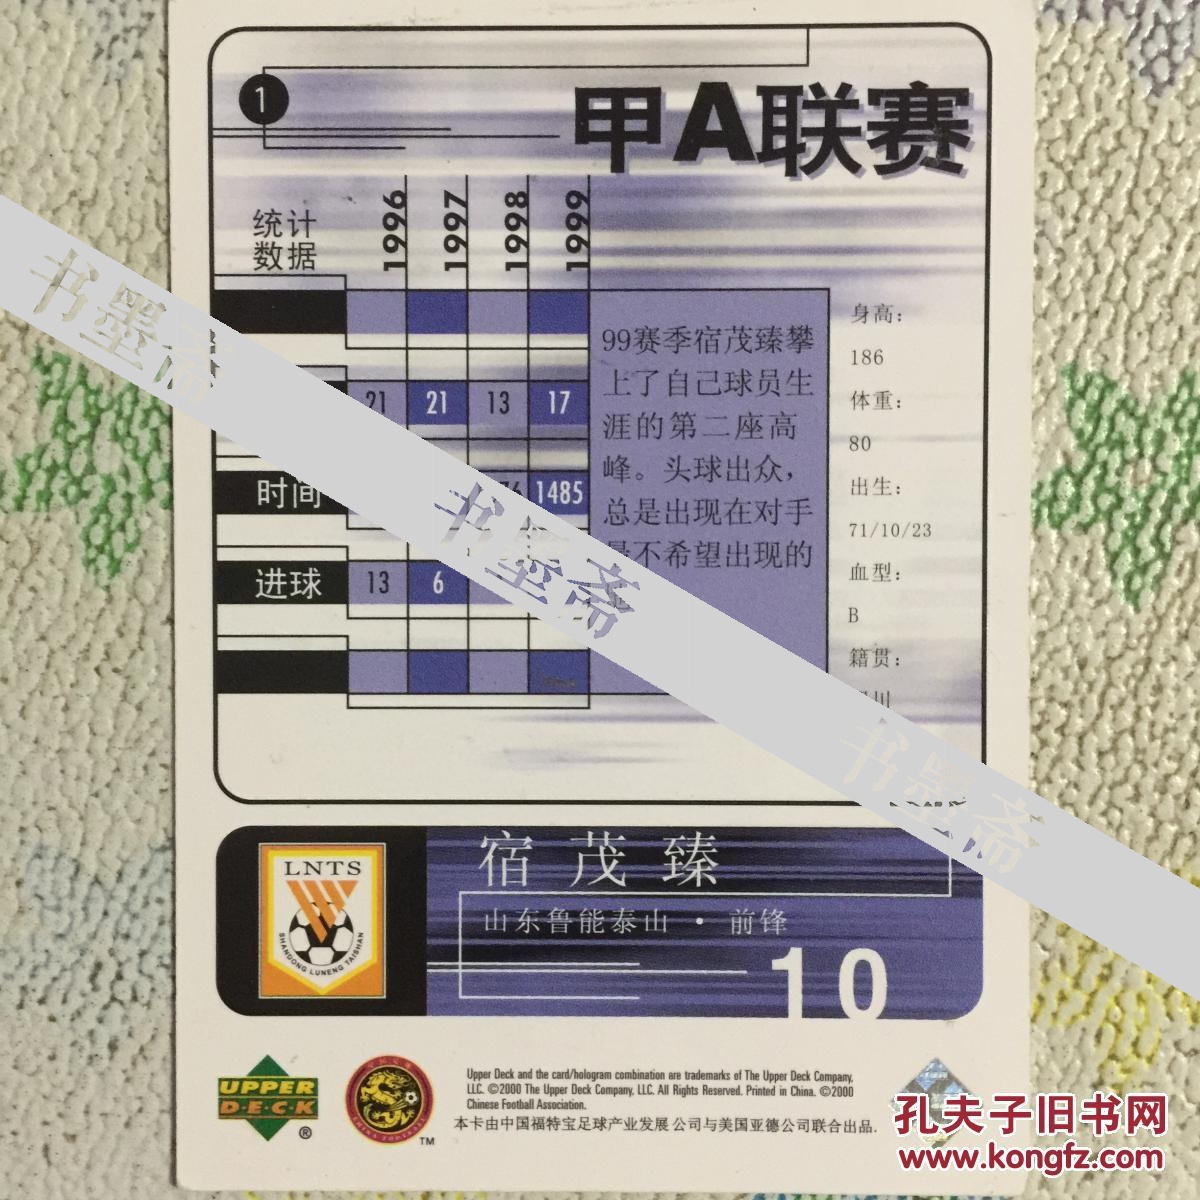 1
甲A联赛
统计
数据
1996
1997
1998
1999
21 21 13 17
时间 1485
进球 13 6
99赛季宿茂臻攀
上了自己球员生
涯的第二座高
峰。头球出众，
总是出现在对手
不希望出现的
身高：
186
体重：
80
出生：
71/10/23
血型：
B
籍贯：
LNTS
SHANDONG LUNENG TAISHAN
宿茂臻
山东鲁能泰山·前锋
10
UPPER
DECK
®
CHINA FOOTBALL
TM
Upper Deck and the card/hologram combination are trademarks of The Upper Deck Company,
LLC. ©2000 The Upper Deck Company, LLC. All Rights Reserved. Printed in China. ©2000
Chinese Football Association.
本卡由中国福特宝足球产业发展公司与美国亚德公司联合出品.
书墨斋
书墨斋
书墨斋
孔夫子旧书网
www.kongfz.com